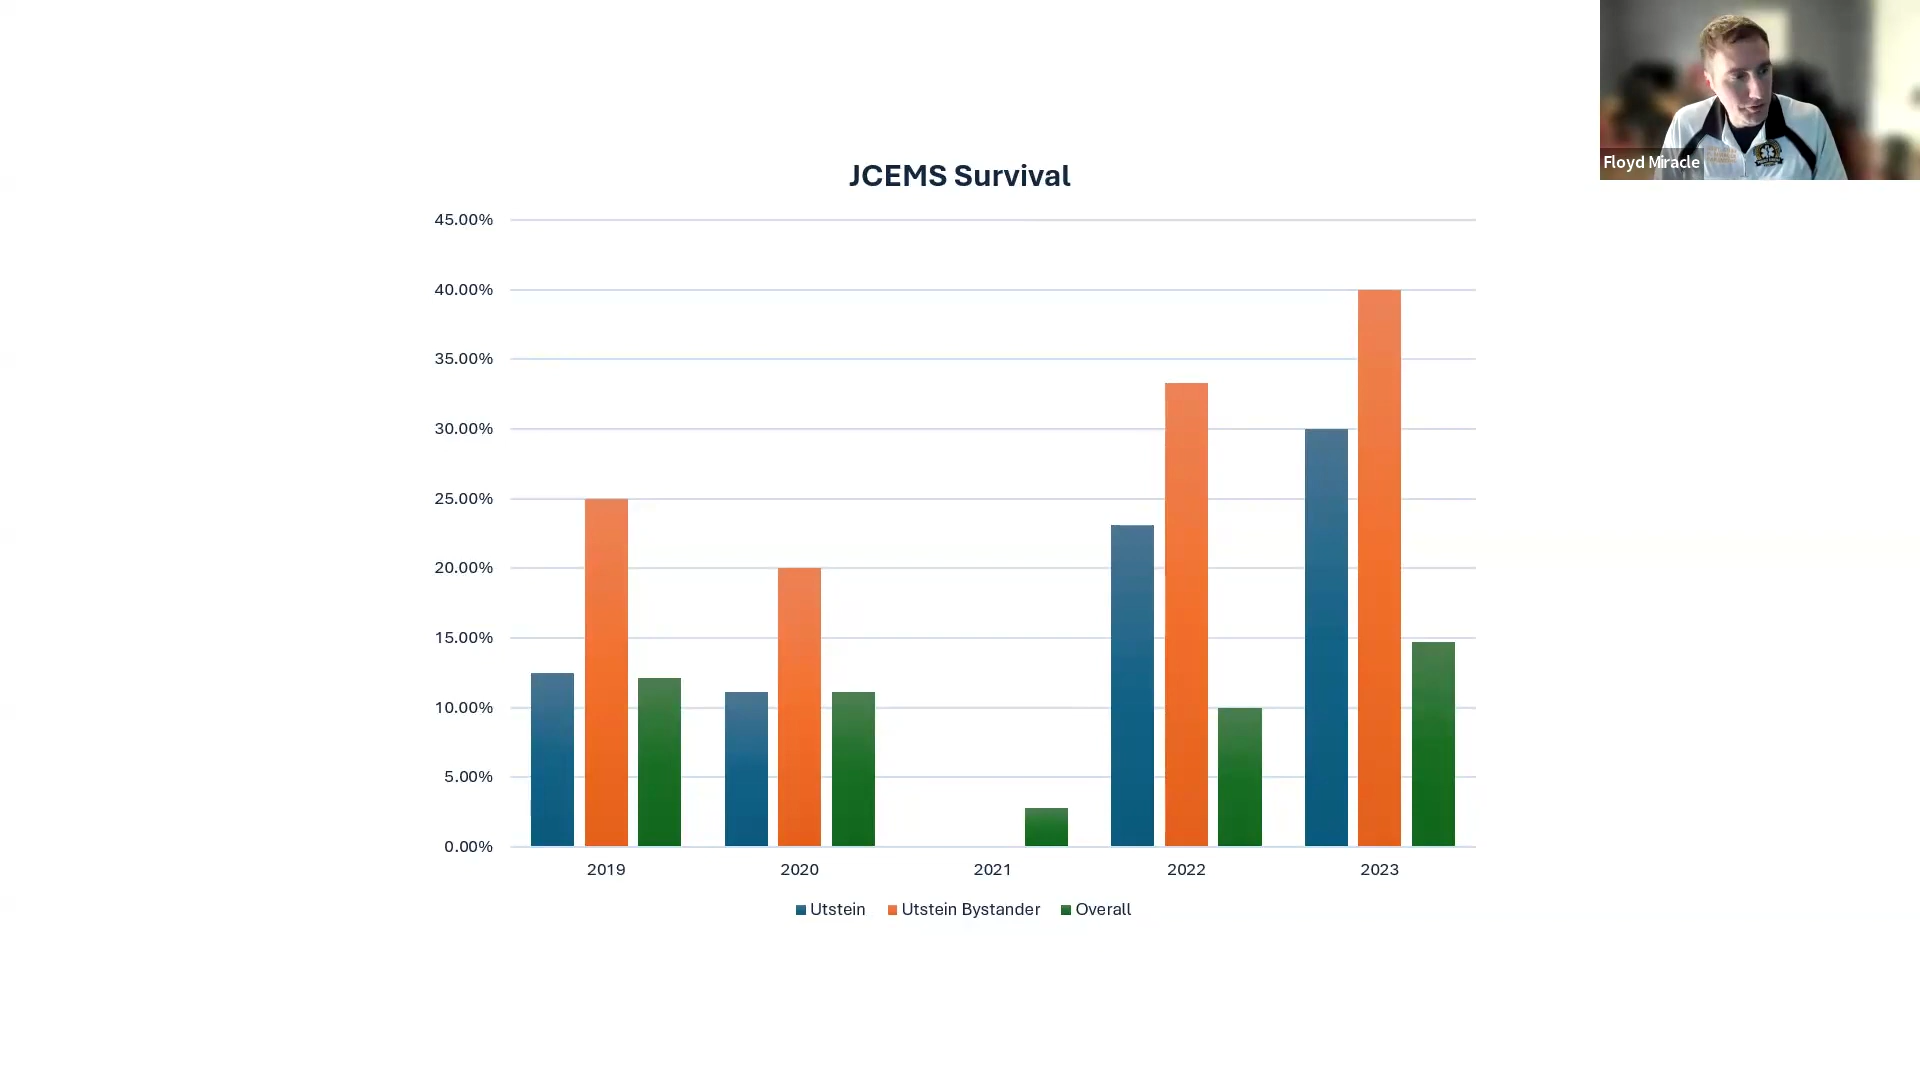 JCEMS Survival
45.00%
40.00%
35.00%
30.00%
25.00%
20.00%
15.00%
10.00%
5.00%
0.00%
2019 2020 2021 2022 2023
Utstein Utstein Bystander Overall
Floyd Miracle